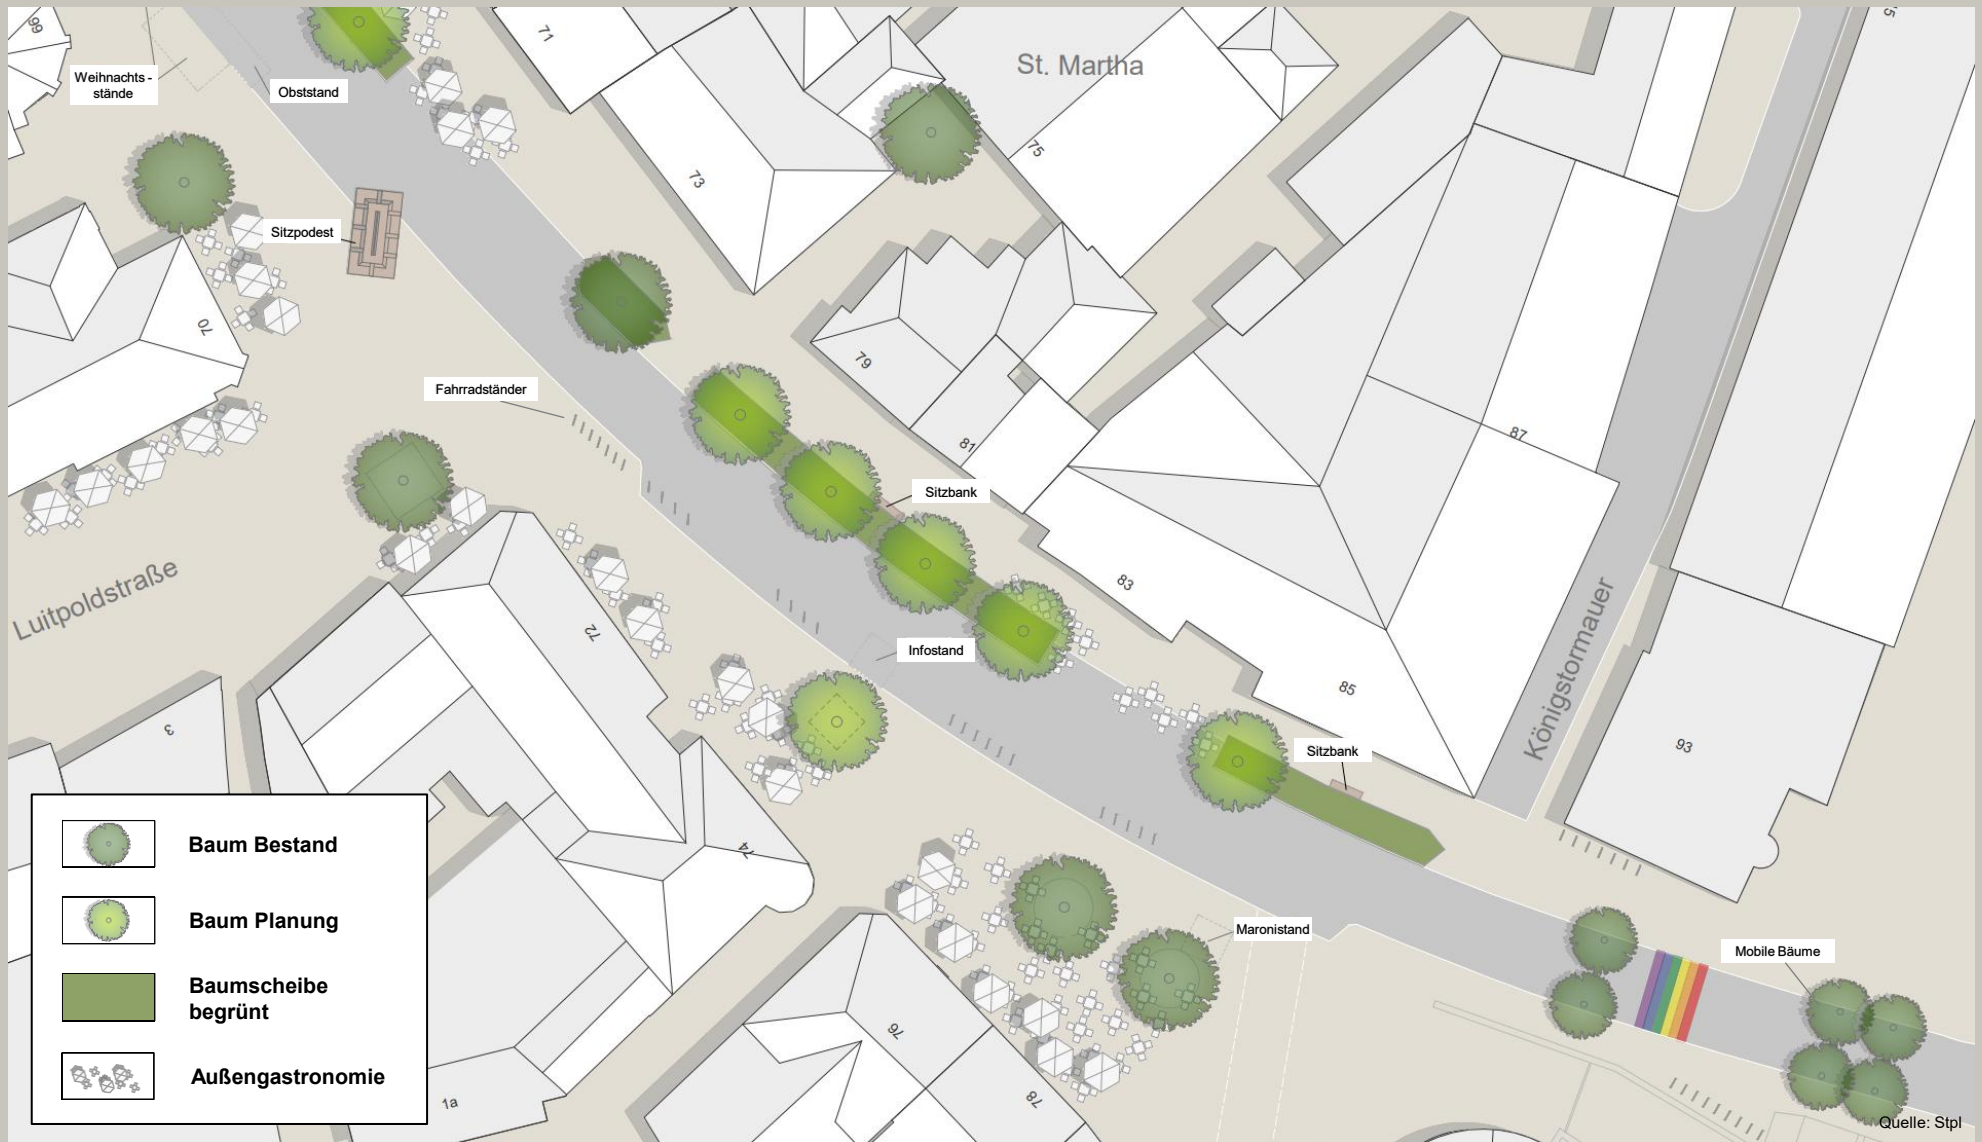 66
71
St. Martha
15
Weihnachts -
stände
Obststand
75
73
Sitzpodest
70
79
Fahrradständer
87
81
Sitzbank
Luitpoldstraße
72
83
Infostand
Königstormauer
85
3
93
Sitzbank
74
Baum Bestand
Baum Planung
Maronistand
Mobile Bäume
Baumscheibe
begrünt
76
Außengastronomie
78
1a
Quelle: Stpl